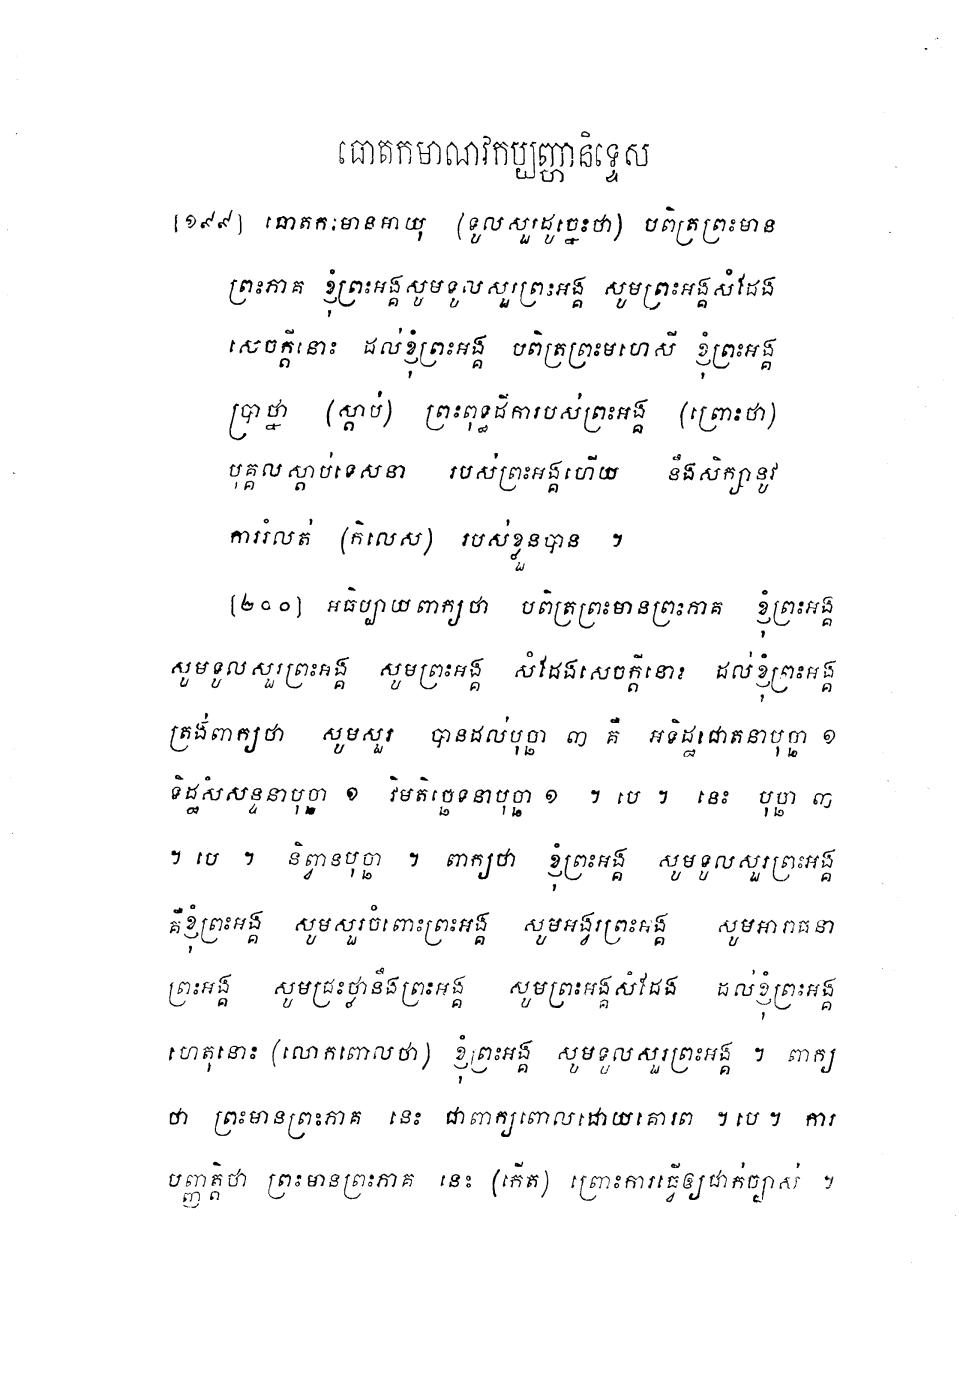 ធោតកមាណវកប្បញ្ហានិទ្ទេស
[១៩៩] ធោតកៈមានអាយុ (ទូលសួរដូច្នេះថា) បពិត្រព្រះមាន
ព្រះភាគ ខ្ញុំព្រះអង្គសូមទូលសួរព្រះអង្គ សូមព្រះអង្គសំដែង
សេចក្តីនោះ ដល់ខ្ញុំព្រះអង្គ បពិត្រព្រះមហេសី ខ្ញុំព្រះអង្គ
ប្រាថ្នា (ស្តាប់) ព្រះពុទ្ធដីការបស់ព្រះអង្គ (ព្រោះថា)
បុគ្គលស្តាប់ទេសនា របស់ព្រះអង្គហើយ នឹងសិក្សានូវ
ការរំលត់ (កិលេស) របស់ខ្លួនបាន ។
[២០០] អធិប្បាយពាក្យថា បពិត្រព្រះមានព្រះភាគ ខ្ញុំព្រះអង្គ
សូមទូលសួរព្រះអង្គ សូមព្រះអង្គ សំដែងសេចក្តីនោះ ដល់ខ្ញុំព្រះអង្គ
ត្រង់ពាក្យថា សូមសួរ បានដល់បុច្ឆា ៣ គឺ អទិដ្ឋជោតនាបុច្ឆា ១
ទិដ្ឋសំសន្ទនាបុច្ឆា ១ វិមតិច្ឆេទនាបុច្ឆា ១ ។ បេ ។ នេះ បុច្ឆា ៣
។ បេ ។ និព្វានបុច្ឆា ។ ពាក្យថា ខ្ញុំព្រះអង្គ សូមទូលសួរព្រះអង្គ
គឺខ្ញុំព្រះអង្គ សូមសួរចំពោះព្រះអង្គ សូមអង្វរព្រះអង្គ សូមអារាធនា
ព្រះអង្គ សូមជ្រះថ្លានឹងព្រះអង្គ សូមព្រះអង្គសំដែង ដល់ខ្ញុំព្រះអង្គ
ហេតុនោះ (លោកពោលថា) ខ្ញុំព្រះអង្គ សូមទូលសួរព្រះអង្គ ។ ពាក្យ
ថា ព្រះមានព្រះភាគ នេះ ជាពាក្យពោលដោយគោរព ។ បេ ។ ការ
បញ្ញត្តិថា ព្រះមានព្រះភាគ នេះ (កើត) ព្រោះការធ្វើឲ្យជាក់ច្បាស់ ។